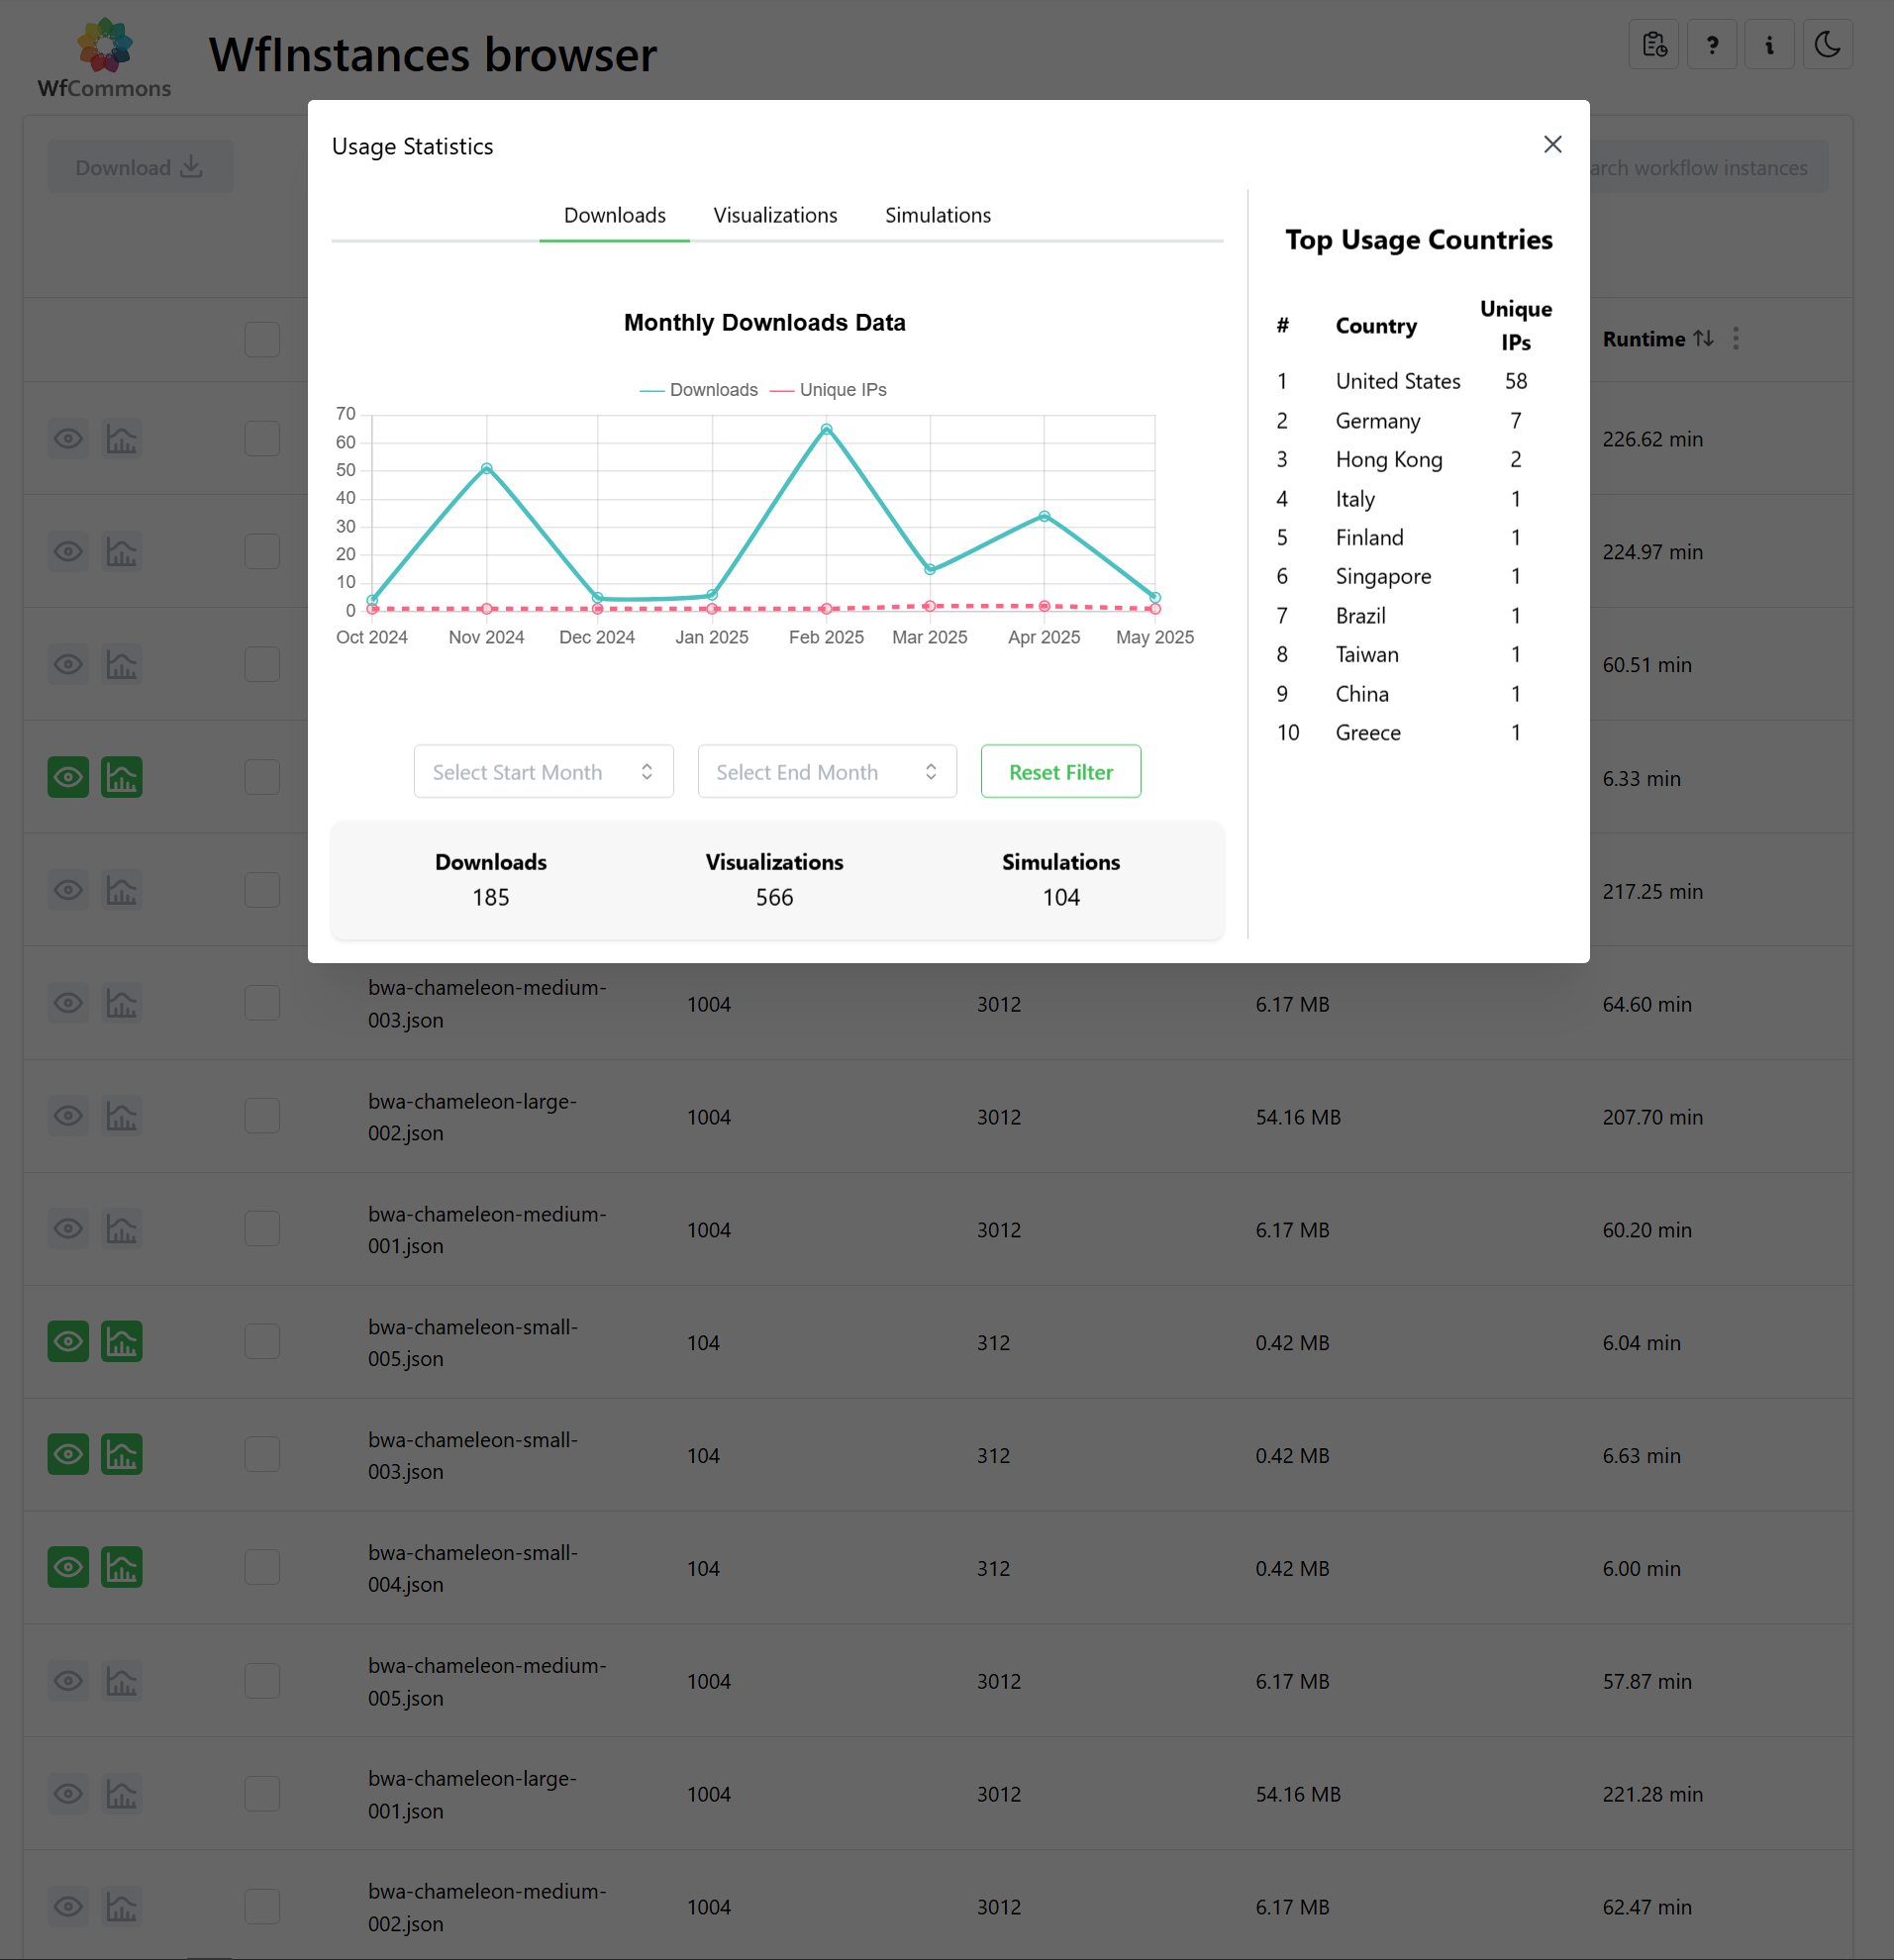 WfCommons
WfInstances browser
?
i
Download
arch workflow instances
Usage Statistics
Downloads Visualizations Simulations
Monthly Downloads Data
Downloads Unique IPs
70
60
50
40
30
20
10
0
Oct 2024 Nov 2024 Dec 2024 Jan 2025 Feb 2025 Mar 2025 Apr 2025 May 2025
Select Start Month Select End Month Reset Filter
Downloads Visualizations Simulations
185 566 104
Top Usage Countries
# Country Unique IPs
1 United States 58
2 Germany 7
3 Hong Kong 2
4 Italy 1
5 Finland 1
6 Singapore 1
7 Brazil 1
8 Taiwan 1
9 China 1
10 Greece 1
Runtime
226.62 min
224.97 min
60.51 min
6.33 min
217.25 min
bwa-chameleon-medium-
003.json
1004 3012 6.17 MB 64.60 min
bwa-chameleon-large-
002.json
1004 3012 54.16 MB 207.70 min
bwa-chameleon-medium-
001.json
1004 3012 6.17 MB 60.20 min
bwa-chameleon-small-
005.json
104 312 0.42 MB 6.04 min
bwa-chameleon-small-
003.json
104 312 0.42 MB 6.63 min
bwa-chameleon-small-
004.json
104 312 0.42 MB 6.00 min
bwa-chameleon-medium-
005.json
1004 3012 6.17 MB 57.87 min
bwa-chameleon-large-
001.json
1004 3012 54.16 MB 221.28 min
bwa-chameleon-medium-
002.json
1004 3012 6.17 MB 62.47 min